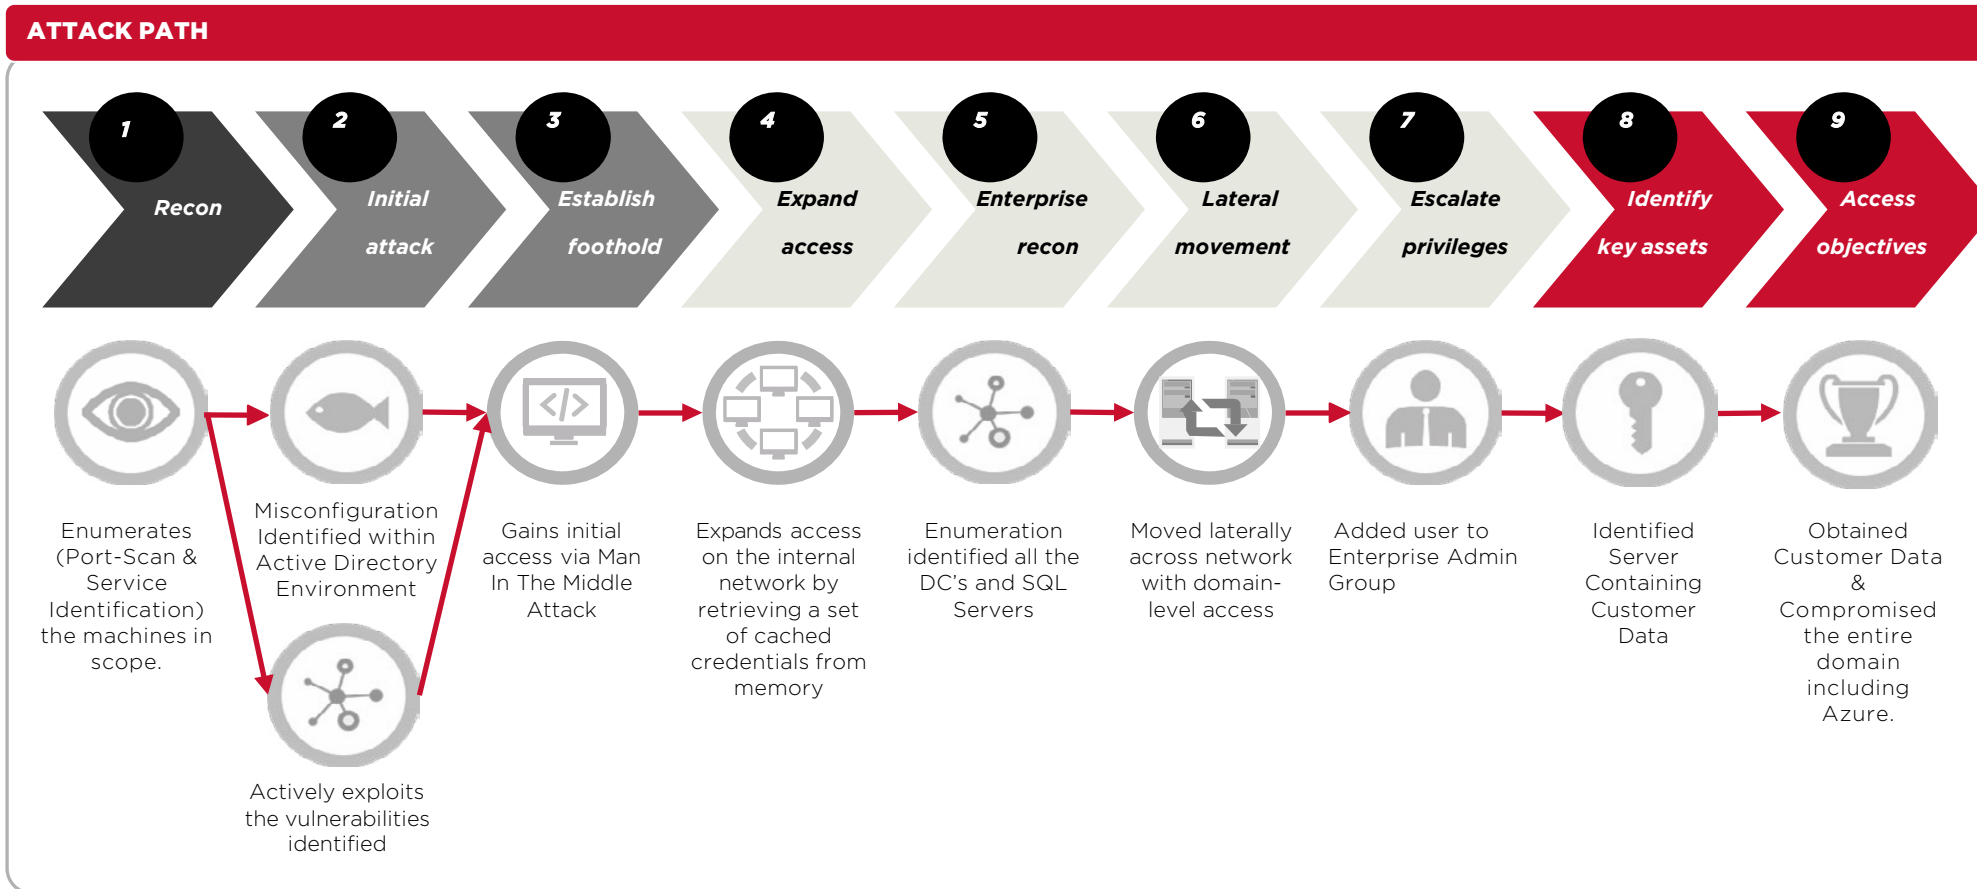 ATTACK PATH
1
Recon
2
Initial
attack
3
Establish
foothold
4
Expand
access
5
Enterprise
recon
6
Lateral
movement
7
Escalate
privileges
8
Identify
key assets
9
Access
objectives
</>
Enumerates
(Port-Scan &
Service
Identification)
the machines in
scope.
Misconfiguration
Identified within
Active Directory
Environment
Actively exploits
the vulnerabilities
identified
Gains initial
access via Man
In The Middle
Attack
Expands access
on the internal
network by
retrieving a set
of cached
credentials from
memory
Enumeration
identified all the
DC's and SQL
Servers
Moved laterally
across network
with domain-
level access
Added user to
Enterprise Admin
Group
Identified
Server
Containing
Customer
Data
Obtained
Customer Data
&
Compromised
the entire
domain
including
Azure.